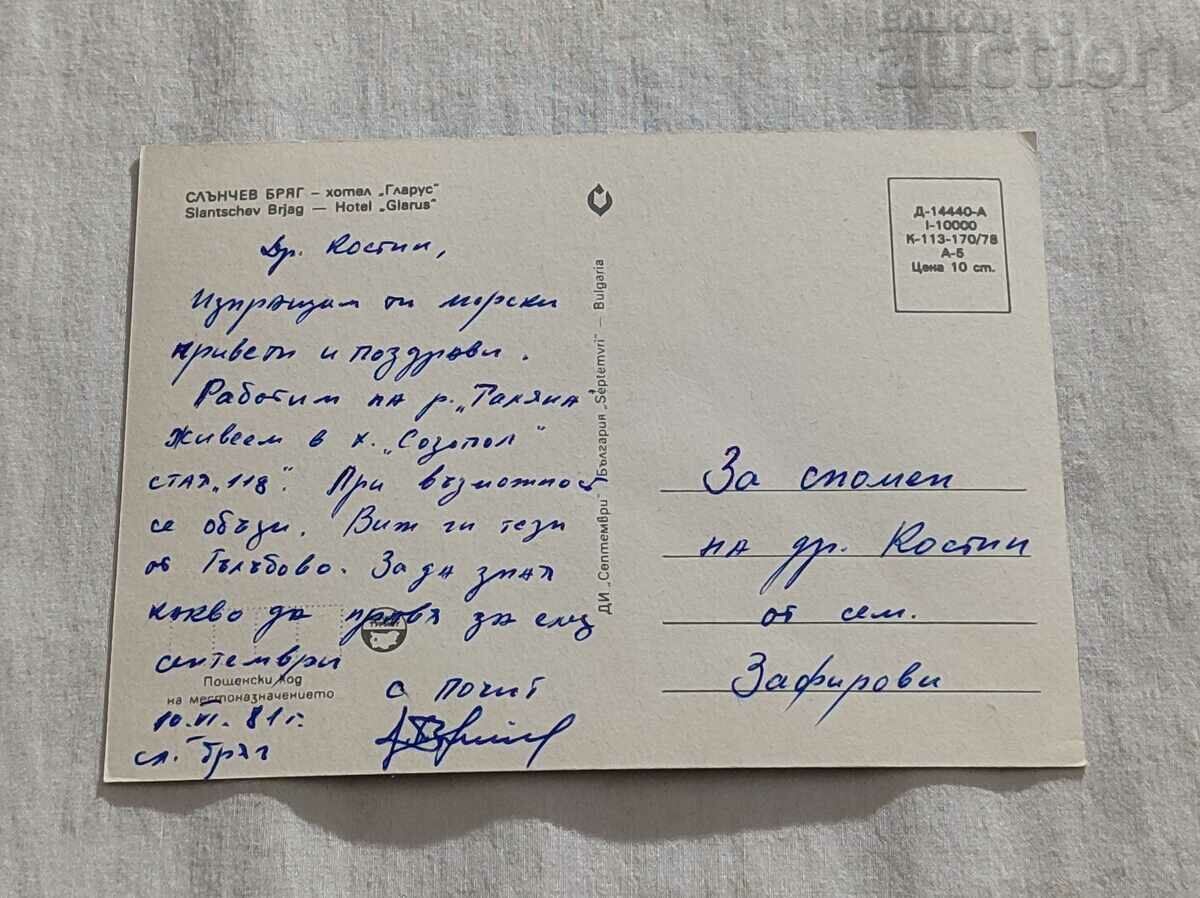 auction
СЛЪНЧЕВ БРЯГ – хотел „Гларус“
Slantschev Brjag — Hotel „Glarus“
Др. Костин,
Изпращам ти морски
привети и поздрави.
Работим на р.
живеем в х. „Созопол“
стая „118“. При възможност
се обади. Виж ги тези
от Гълъбово. За да зная
какво да правя за след
септември
с почит
Пощенски код
на местоназначението
10.VI.81г.
сл. бряг
ДИ „Септември“ /България „Septemvri“ — Bulgaria
Д-14440-А
I-10000
К-113-170/78
А-5
Цена 10 ст.
За спомен
на др. Костин
от сем.
Зафирови